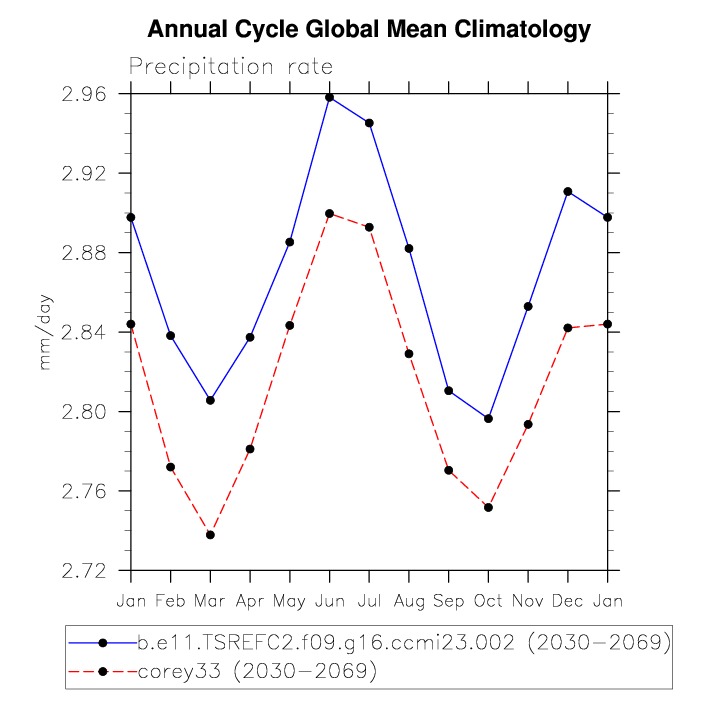 Annual Cycle Global Mean Climatology
Precipitation rate
2.96
2.92
2.88
2.84
2.80
2.76
2.72
mm/day
Jan Feb Mar Apr May Jun Jul Aug Sep Oct Nov Dec Jan
b.e11.TSREFC2.f09.g16.ccmi23.002 (2030-2069)
corey33 (2030-2069)